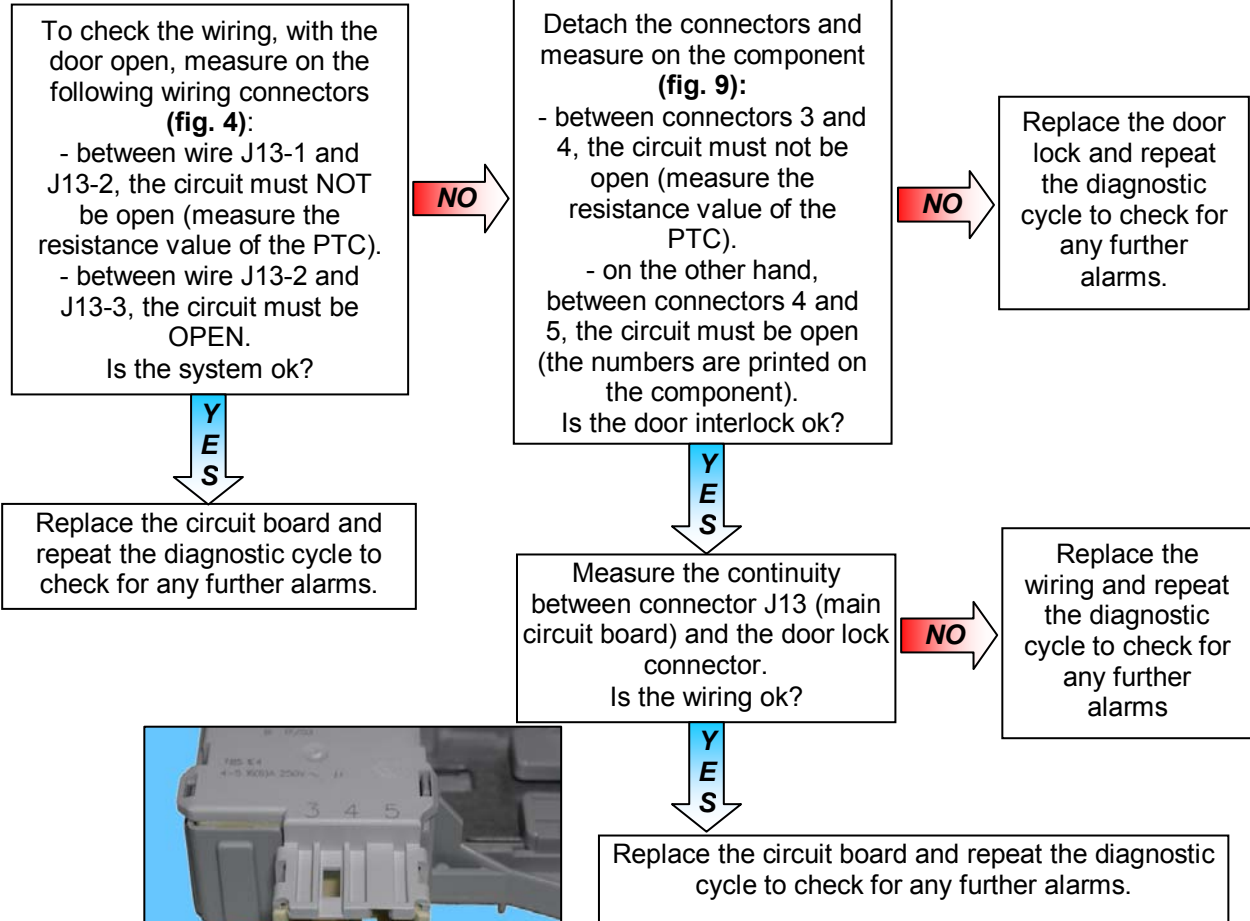 To check the wiring, with the
door open, measure on the
following wiring connectors
(fig. 4):
- between wire J13-1 and
J13-2, the circuit must NOT
be open (measure the
resistance value of the PTC).
- between wire J13-2 and
J13-3, the circuit must be
OPEN.
Is the system ok?
NO
Detach the connectors and
measure on the component
(fig. 9):
- between connectors 3 and
4, the circuit must not be
open (measure the
resistance value of the
PTC).
- on the other hand,
between connectors 4 and
5, the circuit must be open
(the numbers are printed on
the component).
Is the door interlock ok?
NO
Replace the door
lock and repeat
the diagnostic
cycle to check for
any further
alarms.
YES
Replace the circuit board and
repeat the diagnostic cycle to
check for any further alarms.
YES
Measure the continuity
between connector J13 (main
circuit board) and the door lock
connector.
Is the wiring ok?
NO
Replace the
wiring and repeat
the diagnostic
cycle to check for
any further
alarms
YES
3 4 5
Replace the circuit board and repeat the diagnostic
cycle to check for any further alarms.